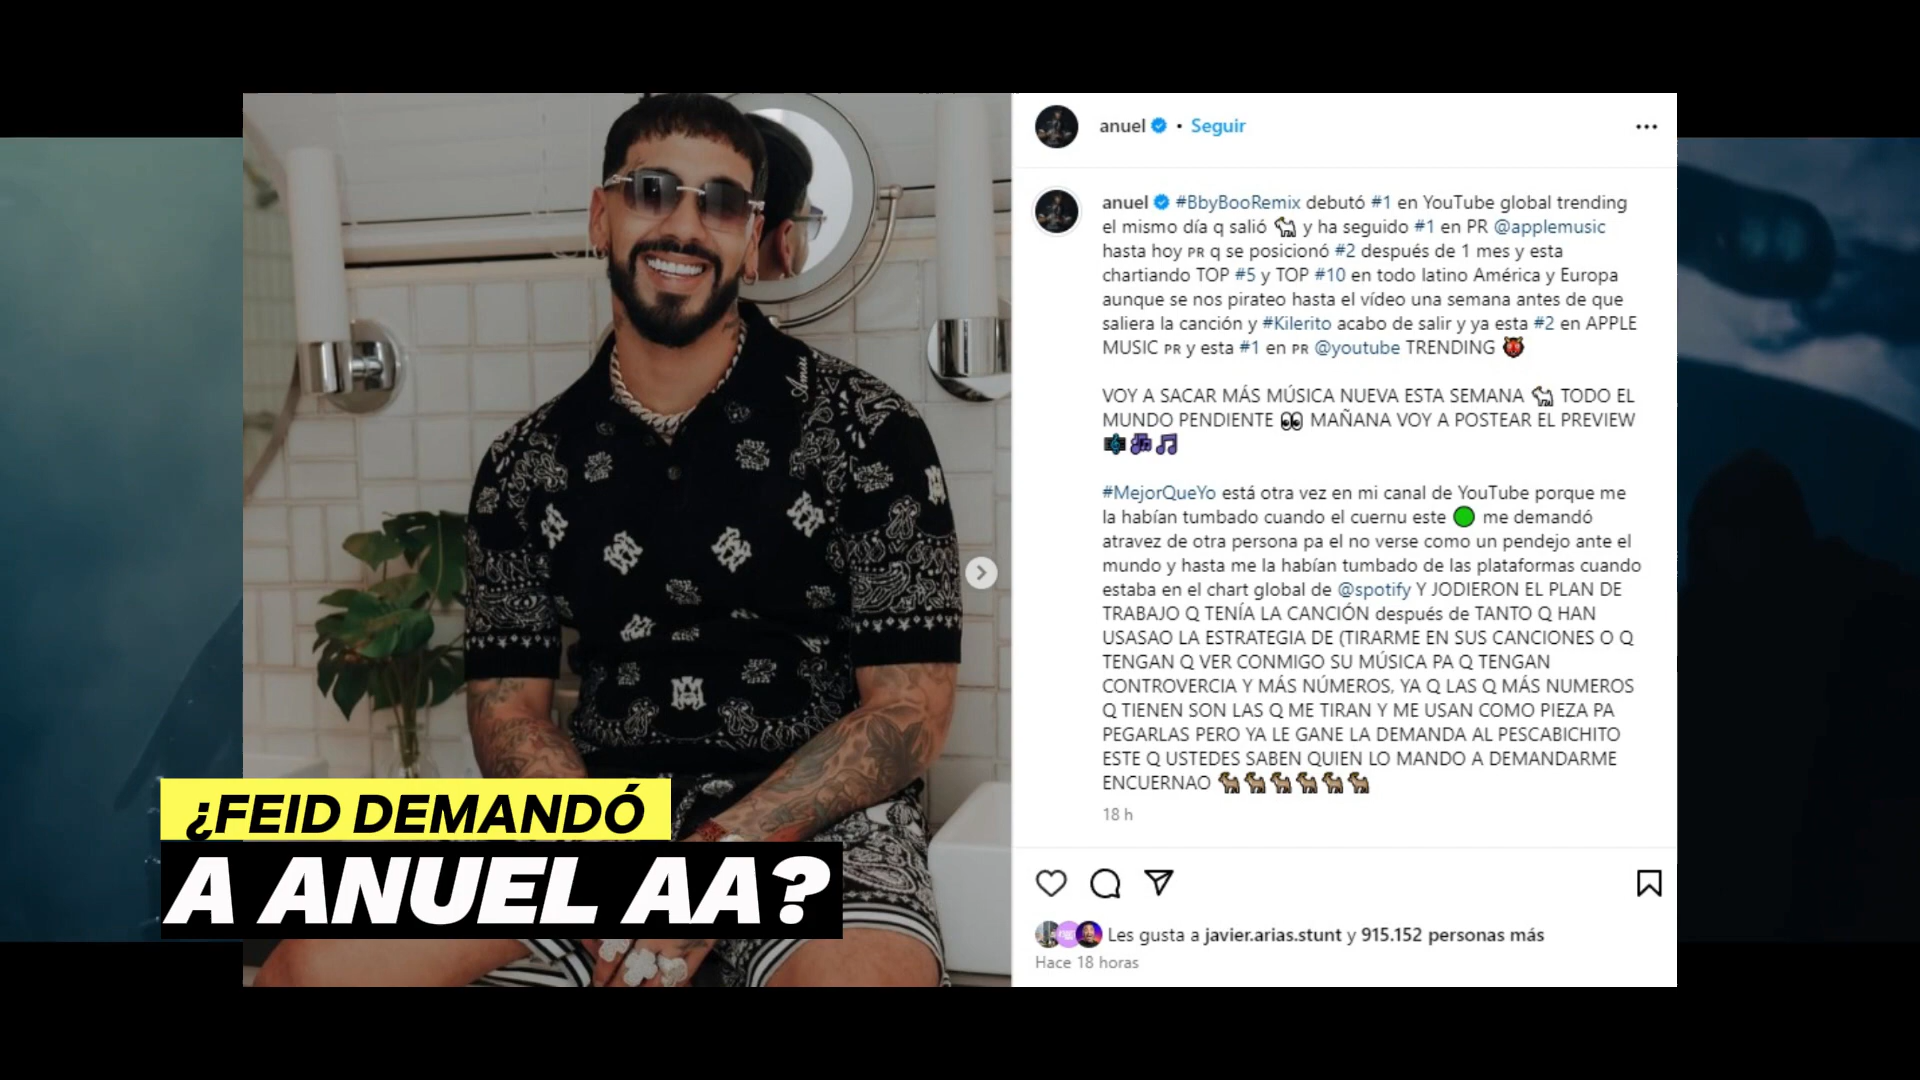 anuel • Seguir
anuel #BbyBooRemix debutó #1 en YouTube global trending
el mismo día q salió 🐐 y ha seguido #1 en PR @applemusic
hasta hoy ᴘʀ q se posicionó #2 después de 1 mes y esta
chartiando TOP #5 y TOP #10 en todo latino América y Europa
aunque se nos pirateo hasta el vídeo una semana antes de que
saliera la canción y #Kilerito acabo de salir y ya esta #2 en APPLE
MUSIC ᴘʀ y esta #1 en ᴘʀ @youtube TRENDING 👹
VOY A SACAR MÁS MÚSICA NUEVA ESTA SEMANA 🐐 TODO EL
MUNDO PENDIENTE 👀 MAÑANA VOY A POSTEAR EL PREVIEW
🎼🎶🎵
#MejorQueYo está otra vez en mi canal de YouTube porque me
la habían tumbado cuando el cuernu este 🟢 me demandó
atravez de otra persona pa el no verse como un pendejo ante el
mundo y hasta me la habían tumbado de las plataformas cuando
estaba en el chart global de @spotify Y JODIERON EL PLAN DE
TRABAJO Q TENÍA LA CANCIÓN después de TANTO Q HAN
USASAO LA ESTRATEGIA DE (TIRARME EN SUS CANCIONES O Q
TENGAN Q VER CONMIGO SU MÚSICA PA Q TENGAN
CONTROVERCIA Y MÁS NÚMEROS, YA Q LAS Q MÁS NUMEROS
Q TIENEN SON LAS Q ME TIRAN Y ME USAN COMO PIEZA PA
PEGARLAS PERO YA LE GANE LA DEMANDA AL PESCABICHITO
ESTE Q USTEDES SABEN QUIEN LO MANDO A DEMANDARME
ENCUERNAO 🐐🐐🐐🐐🐐🐐
18 h
Les gusta a javier.arias.stunt y 915.152 personas más
Hace 18 horas
Amiri
¿FEID DEMANDÓ
A ANUEL AA?